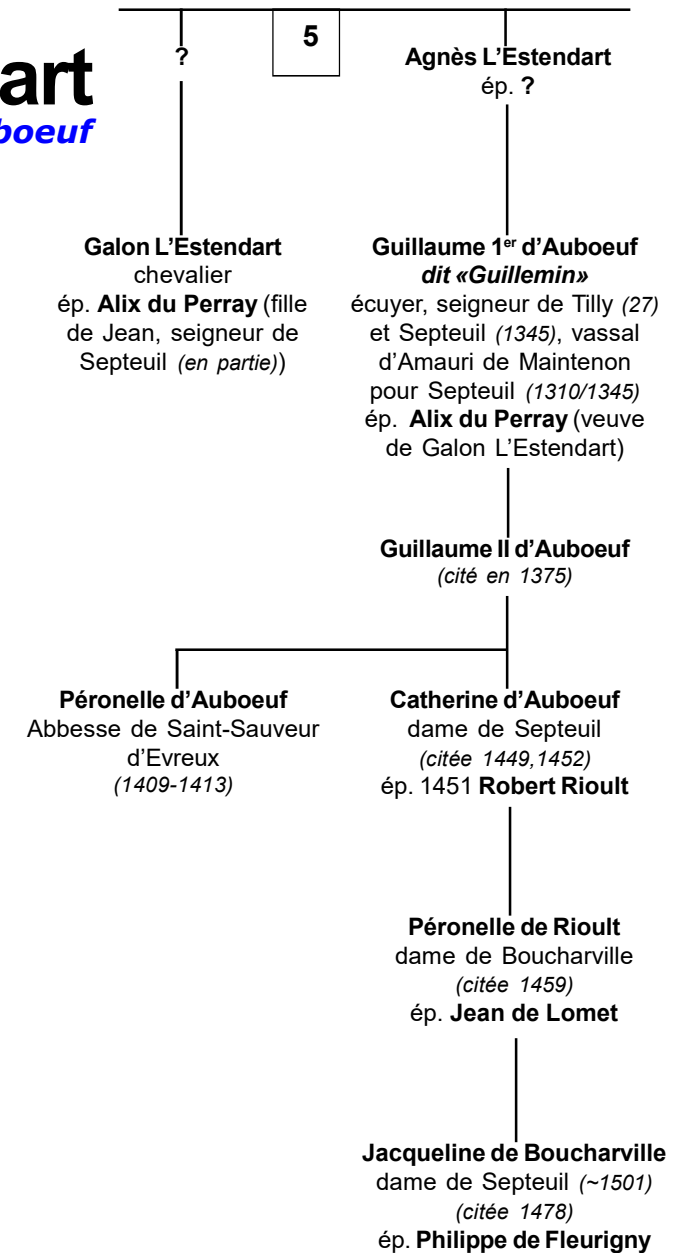 5
art
boeuf
?
Agnès L’Estendart
ép. ?
Galon L’Estendart
chevalier
ép. Alix du Perray (fille
de Jean, seigneur de
Septeuil (en partie))
Guillaume 1er d’Auboeuf
dit «Guillemin»
écuyer, seigneur de Tilly (27)
et Septeuil (1345), vassal
d’Amauri de Maintenon
pour Septeuil (1310/1345)
ép. Alix du Perray (veuve
de Galon L’Estendart)
Guillaume II d’Auboeuf
(cité en 1375)
Péronelle d’Auboeuf
Abbesse de Saint-Sauveur
d’Evreux
(1409-1413)
Catherine d’Auboeuf
dame de Septeuil
(citée 1449,1452)
ép. 1451 Robert Rioult
Péronelle de Rioult
dame de Boucharville
(citée 1459)
ép. Jean de Lomet
Jacqueline de Boucharville
dame de Septeuil (~1501)
(citée 1478)
ép. Philippe de Fleurigny